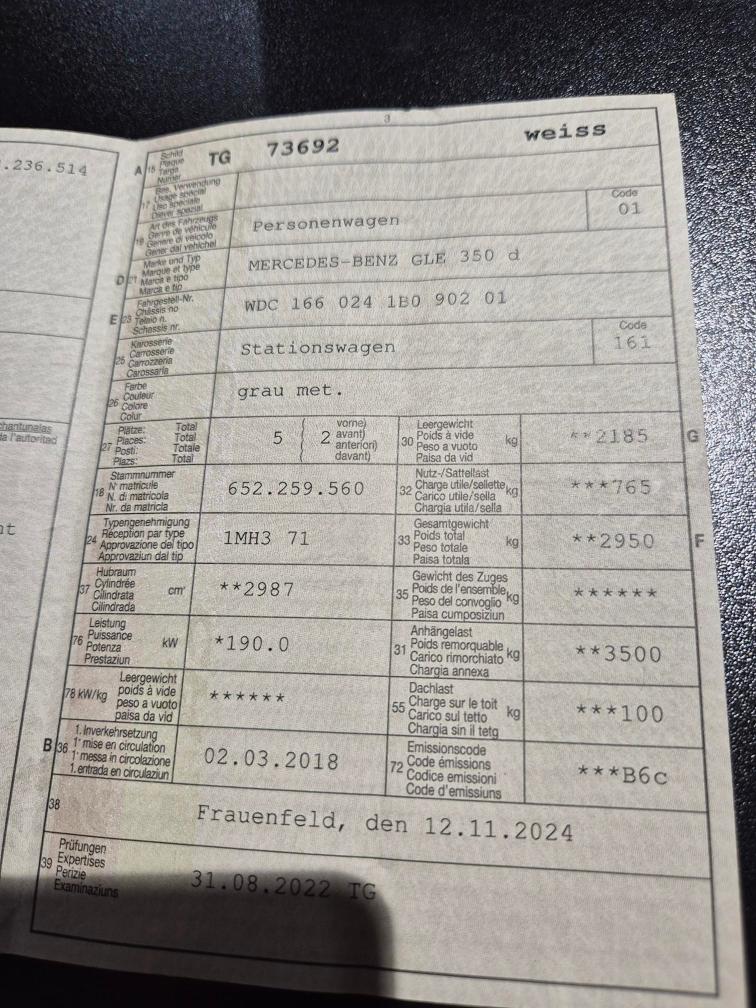 3
.236.514
A 15 Schild Plaque Targa Numer TG 73692 weiss
17 Bes. Verwendung Usage spécial Uso speciale Diever spezial
19 Art des Fahrzeugs Genre de véhicule Genere di veicolo Gener dal vehichel Personenwagen Code 01
D 21 Marke und Typ Marque et type Marca e tipo Marca e tip MERCEDES-BENZ GLE 350 d
E 23 Fahrgestell-Nr. Châssis no Telaio n. Schassis nr. WDC 166 024 1B0 902 01
25 Karosserie Carrosserie Carrozzeria Carossaria Stationswagen Code 161
26 Farbe Couleur Colore Colur grau met.
27 Plätze: Total Places: Total Posti: Totale Plazs: Total 5 ( 2 vorne) avant) anteriori) davant)
30 Leergewicht Poids à vide Peso a vuoto Paisa da vid kg **2185 G
18 Stammnummer N° matricule N. di matricola Nr. da matricla 652.259.560
32 Nutz-/Sattellast Charge utile/sellette Carico utile/sella Chargia utila/sella kg ***765
24 Typengenehmigung Réception par type Approvazione del tipo Approvaziun dal tip 1MH3 71
33 Gesamtgewicht Poids total Peso totale Paisa totala kg **2950 F
37 Hubraum Cylindrée Cilindrata Cilindrada cm³ **2987
35 Gewicht des Zuges Poids de l'ensemble Peso del convoglio Paisa cumposiziun kg ******
76 Leistung Puissance Potenza Prestaziun kW *190.0
31 Anhängelast Poids remorquable Carico rimorchiato Chargia annexa kg **3500
78 kW/kg Leergewicht poids à vide peso a vuoto paisa da vid ******
55 Dachlast Charge sur le toit Carico sul tetto Chargia sin il tetg kg ***100
B 36 1. Inverkehrsetzung 1re mise en circulation 1a messa in circolazione 1. entrada en circulaziun 02.03.2018
72 Emissionscode Code émissions Codice emissioni Code d'emissiuns ***B6c
38 Frauenfeld, den 12.11.2024
39 Prüfungen Expertises Perizie Examinaziuns 31.08.2022 TG